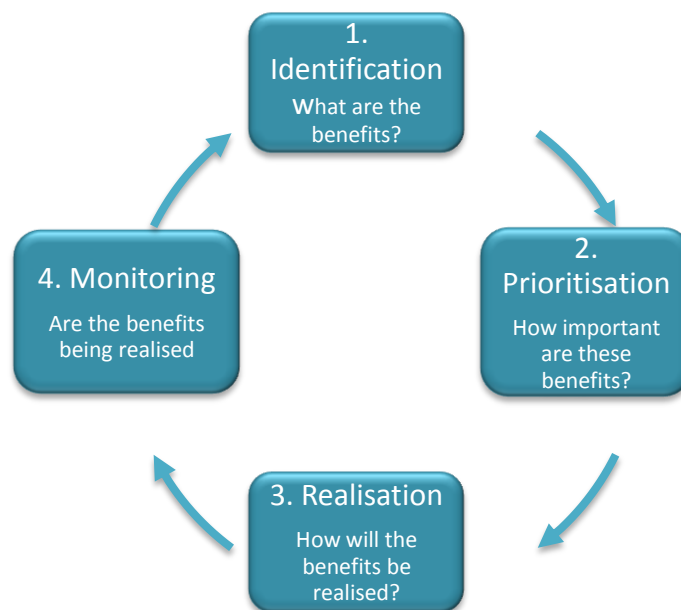 1.
Identification
What are the
benefits?
2.
Prioritisation
How important
are these
benefits?
3. Realisation
How will the
benefits be
realised?
4. Monitoring
Are the benefits
being realised